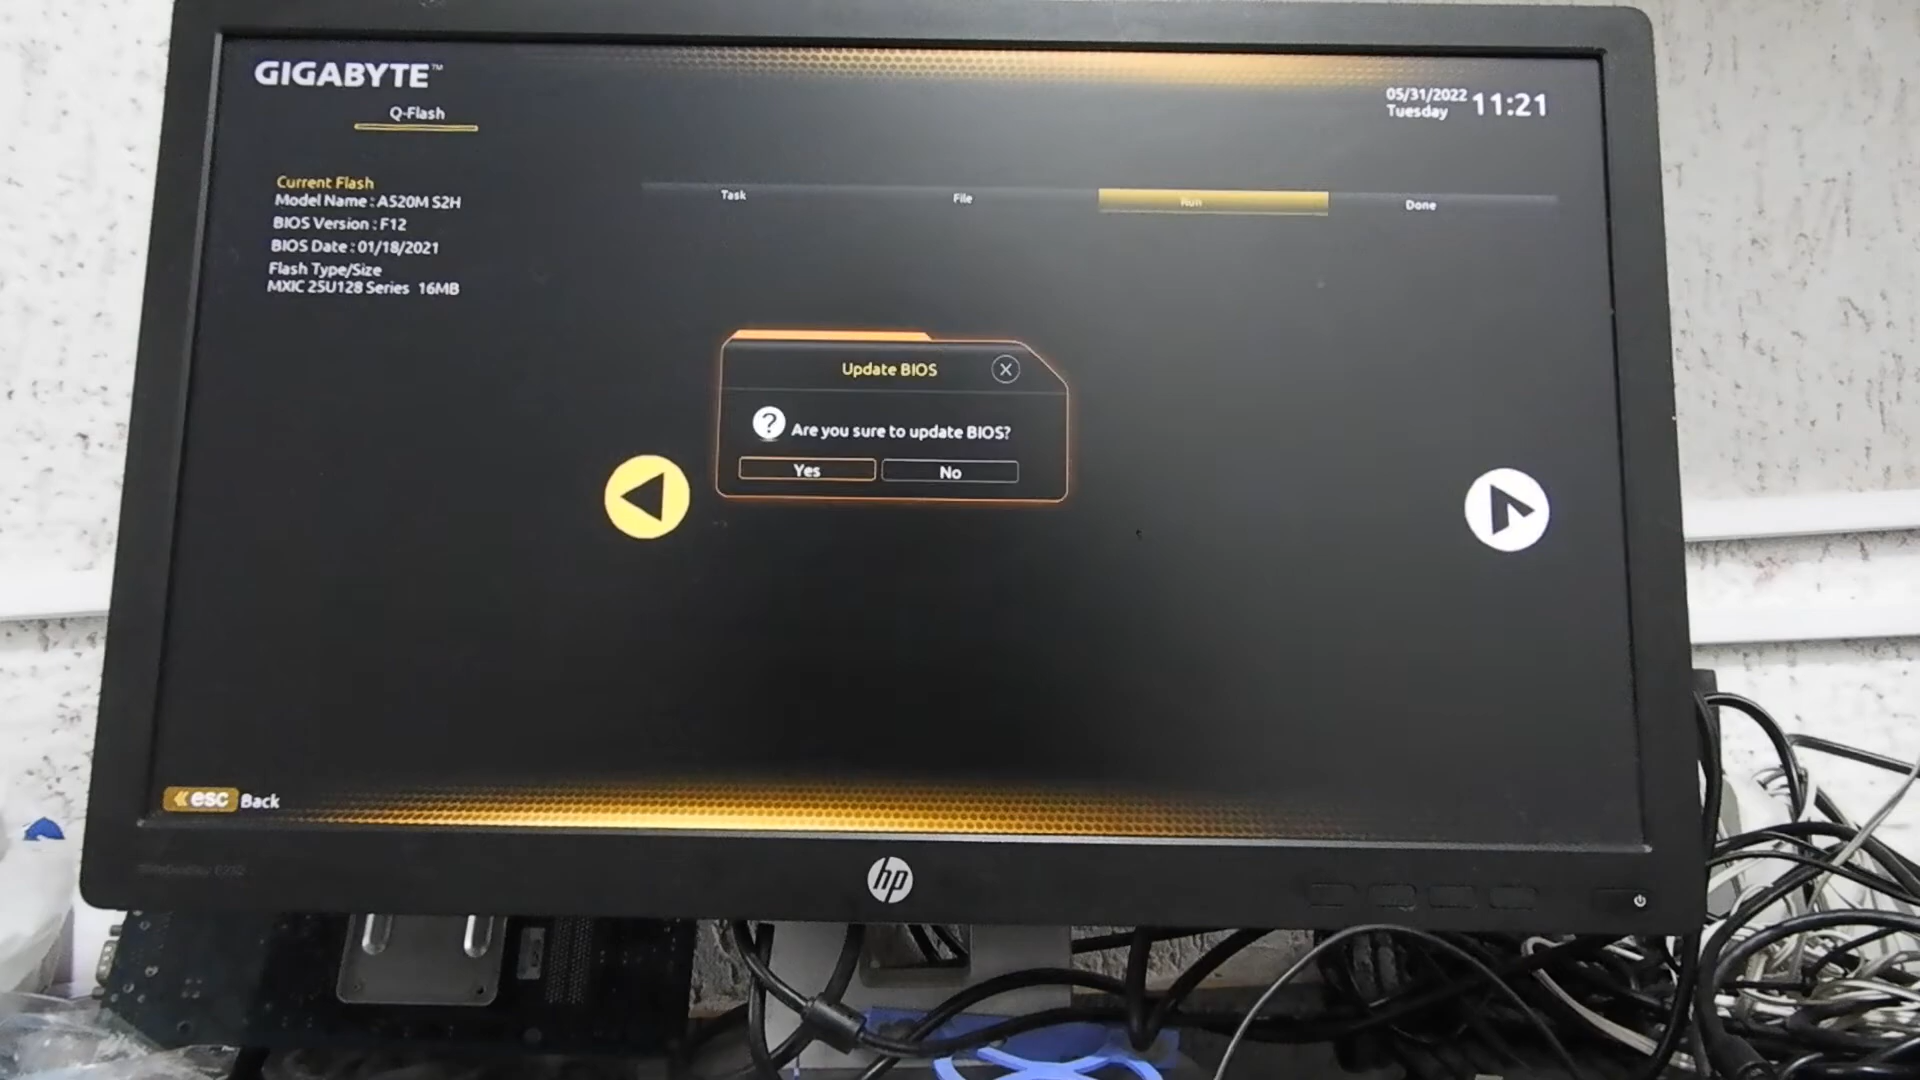 GIGABYTE™
Q-Flash
05/31/2022
Tuesday
11:21
Current Flash
Model Name : A520M S2H
BIOS Version : F12
BIOS Date : 01/18/2021
Flash Type/Size
MXIC 25U128 Series 16MB
Task
File
Run
Done
Update BIOS
Are you sure to update BIOS?
Yes
No
esc Back
hp